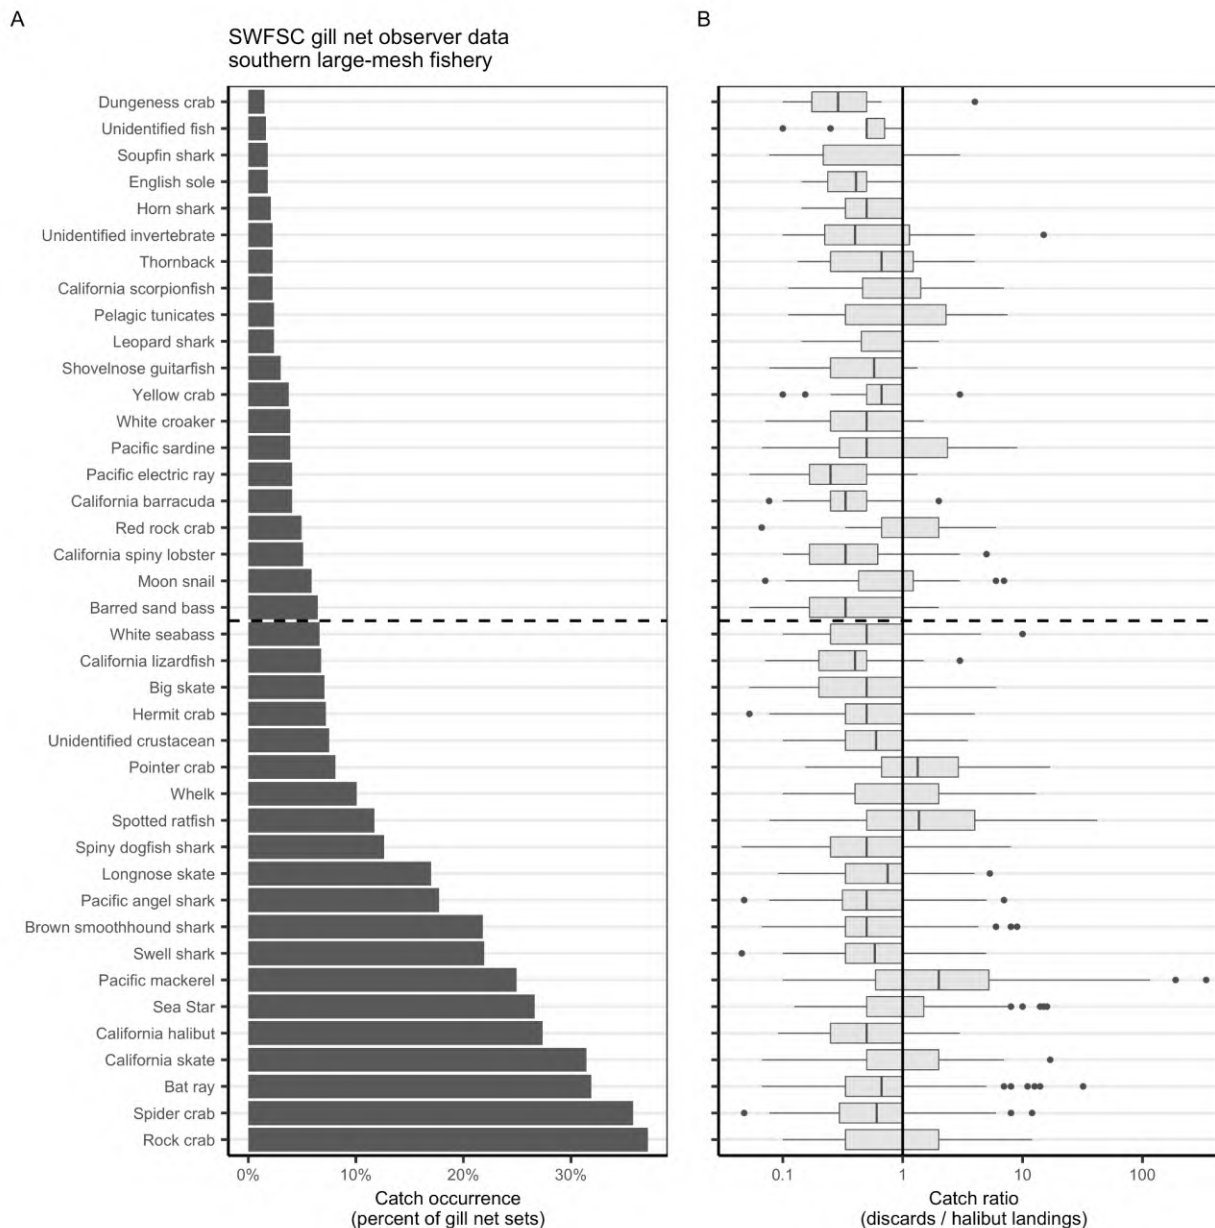 A
B
SWFSC gill net observer data
southern large-mesh fishery
Dungeness crab
Unidentified fish
Soupfin shark
English sole
Horn shark
Unidentified invertebrate
Thornback
California scorpionfish
Pelagic tunicates
Leopard shark
Shovelnose guitarfish
Yellow crab
White croaker
Pacific sardine
Pacific electric ray
California barracuda
Red rock crab
California spiny lobster
Moon snail
Barred sand bass
White seabass
California lizardfish
Big skate
Hermit crab
Unidentified crustacean
Pointer crab
Whelk
Spotted ratfish
Spiny dogfish shark
Longnose skate
Pacific angel shark
Brown smoothhound shark
Swell shark
Pacific mackerel
Sea Star
California halibut
California skate
Bat ray
Spider crab
Rock crab
0% 10% 20% 30%
Catch occurrence
(percent of gill net sets)
0.1 1 10 100
Catch ratio
(discards / halibut landings)